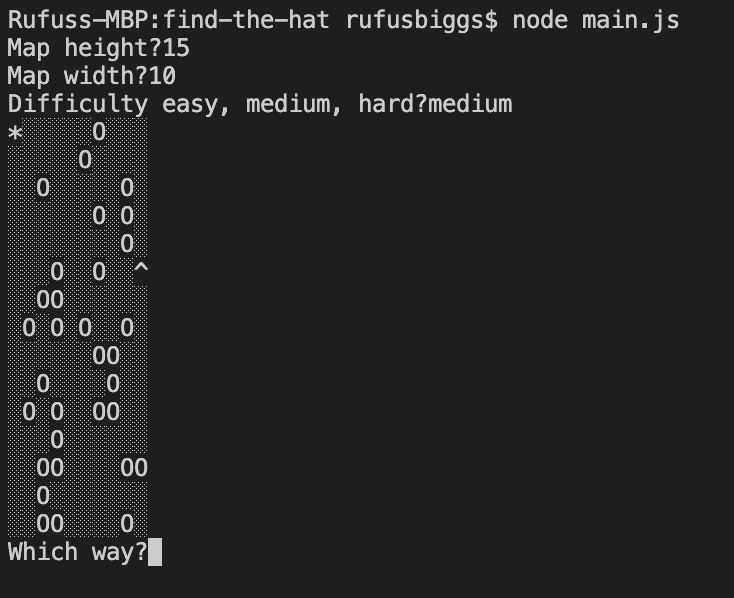 Rufuss-MBP:find-the-hat rufusbiggs$ node main.js
Map height?15
Map width?10
Difficulty easy, medium, hard?medium
*░░░░░O░░░
░░░░░O░░░░
░░O░░░░░O░
░░░░░░O░O░
░░░░░░░░O░
░░░O░░O░░^
░░OO░░░░░░
░O░O░O░░O░
░░░░░░OO░░
░░O░░░░O░░
░O░O░░OO░░
░░░O░░░░░░
░░OO░░░░OO
░░O░░░░░░░
░░OO░░░░O░
Which way?